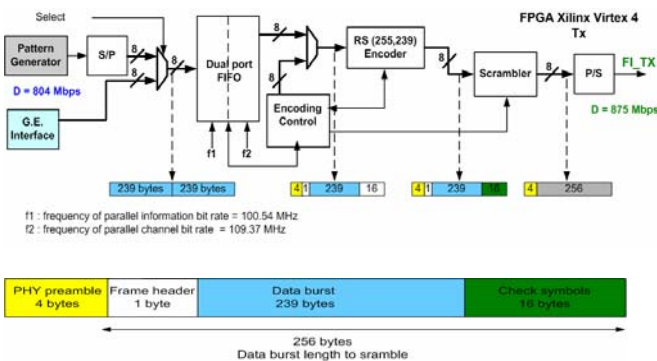 Select
FPGA Xilinx Virtex 4
Tx
Pattern
Generator
S/P
8
8
8
Dual port
FIFO
8
8
RS (255,239)
Encoder
8
Scrambler
8
P/S
FI_TX
D = 804 Mbps
D = 875 Mbps
G.E.
Interface
Encoding
Control
f1
f2
239 bytes
239 bytes
4 1 239 16
4 1 239 16
4 256
f1 : frequency of parallel information bit rate = 100.54 MHz
f2 : frequency of parallel channel bit rate = 109.37 MHz
PHY preamble
4 bytes
Frame header
1 byte
Data burst
239 bytes
Check symbols
16 bytes
256 bytes
Data burst length to sramble